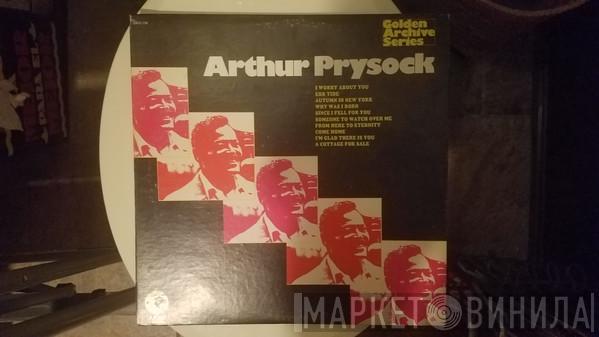 Golden
Archive
Series
Arthur Prysock
I WORRY ABOUT YOU
EBB TIDE
AUTUMN IN NEW YORK
WHY WAS I BORN
SINCE I FELL FOR YOU
SOMEONE TO WATCH OVER ME
FROM HERE TO ETERNITY
COME HOME
I'M GLAD THERE IS YOU
A COTTAGE FOR SALE
МАРКЕТ ВИНИЛА